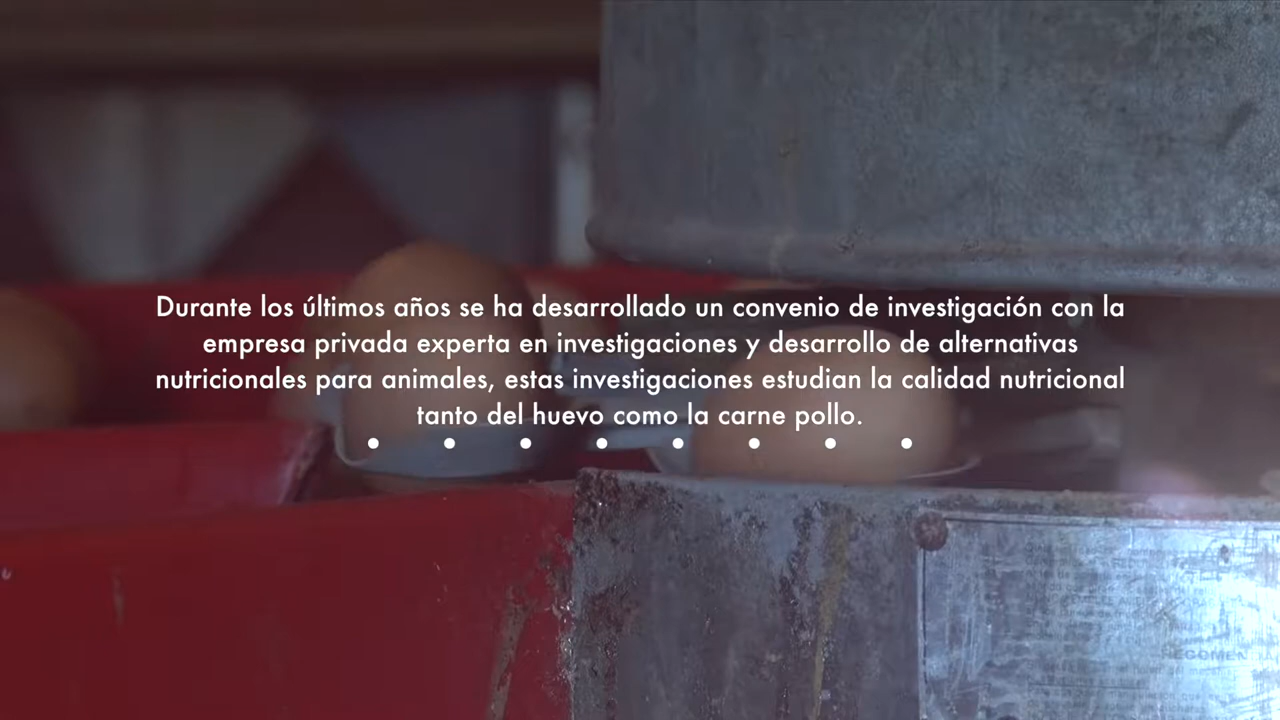 Durante los últimos años se ha desarrollado un convenio de investigación con la
empresa privada experta en investigaciones y desarrollo de alternativas
nutricionales para animales, estas investigaciones estudian la calidad nutricional
tanto del huevo como la carne pollo.